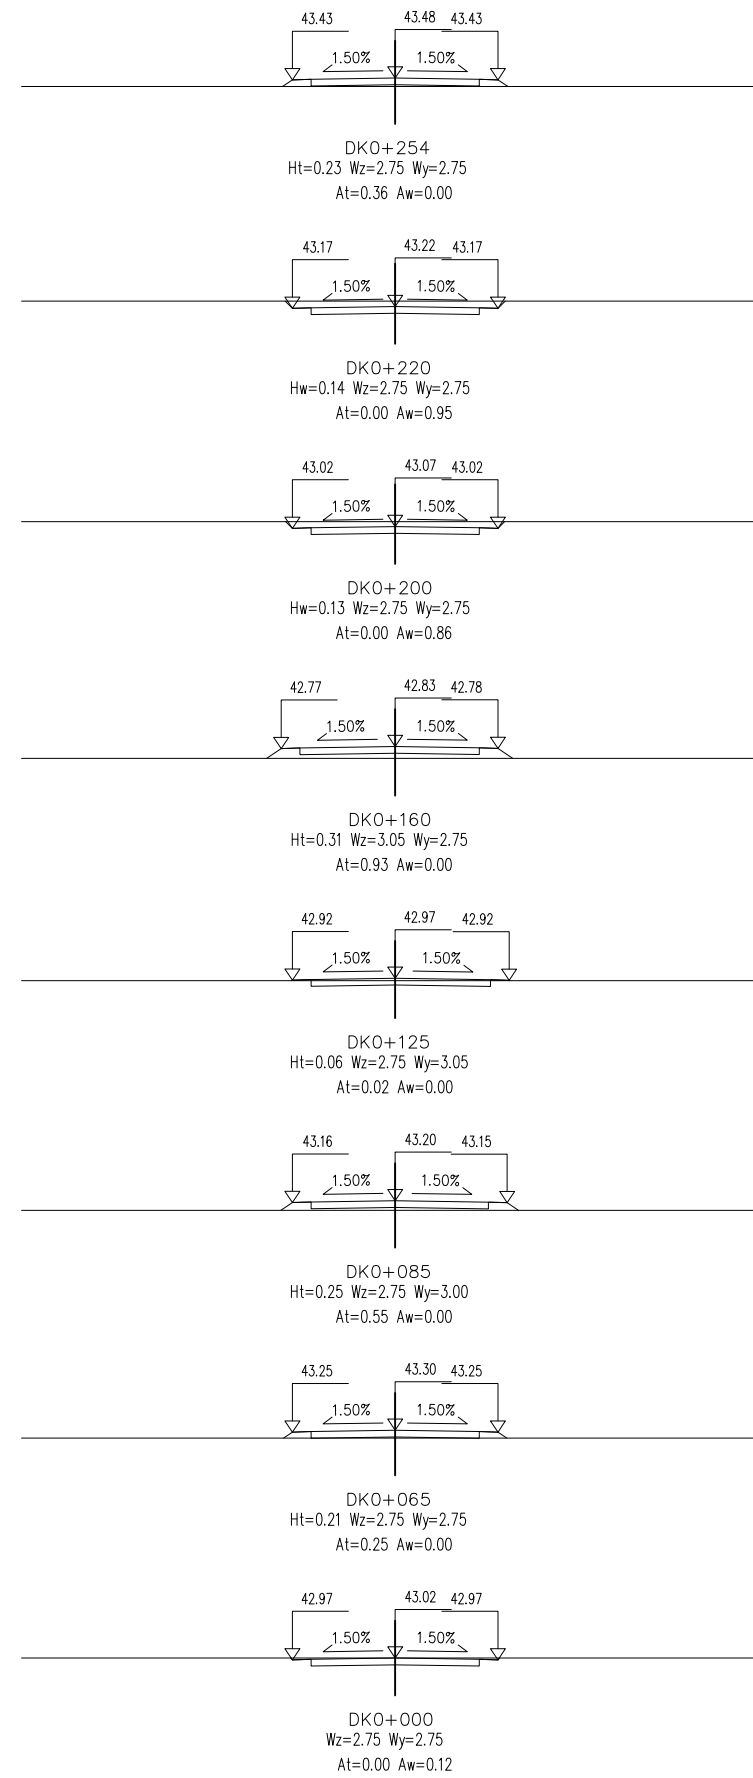 43.43 43.48 43.43
1.50% 1.50%
DK0+254
Ht=0.23 Wz=2.75 Wy=2.75
At=0.36 Aw=0.00
43.17 43.22 43.17
1.50% 1.50%
DK0+220
Hw=0.14 Wz=2.75 Wy=2.75
At=0.00 Aw=0.95
43.02 43.07 43.02
1.50% 1.50%
DK0+200
Hw=0.13 Wz=2.75 Wy=2.75
At=0.00 Aw=0.86
42.77 42.83 42.78
1.50% 1.50%
DK0+160
Ht=0.31 Wz=3.05 Wy=2.75
At=0.93 Aw=0.00
42.92 42.97 42.92
1.50% 1.50%
DK0+125
Ht=0.06 Wz=2.75 Wy=3.05
At=0.02 Aw=0.00
43.16 43.20 43.15
1.50% 1.50%
DK0+085
Ht=0.25 Wz=2.75 Wy=3.00
At=0.55 Aw=0.00
43.25 43.30 43.25
1.50% 1.50%
DK0+065
Ht=0.21 Wz=2.75 Wy=2.75
At=0.25 Aw=0.00
42.97 43.02 42.97
1.50% 1.50%
DK0+000
Wz=2.75 Wy=2.75
At=0.00 Aw=0.12